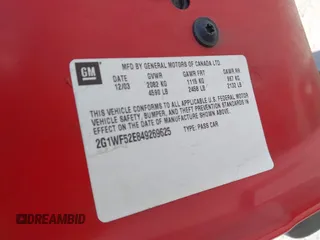 GM
MFD BY GENERAL MOTORS OF CANADA LTD.
DATE GVWR GAWR FRT GAWR RR
12/03 2082 KG 1116 KG 967 KG
4590 LB 2458 LB 2132 LB
THIS VEHICLE CONFORMS TO ALL APPLICABLE U.S. FEDERAL MOTOR
VEHICLE SAFETY, BUMPER, AND THEFT PREVENTION STANDARDS IN
EFFECT ON THE DATE OF MANUFACTURE SHOWN ABOVE.
2G1WF52E849269625 TYPE: PASS CAR
DREAMBID